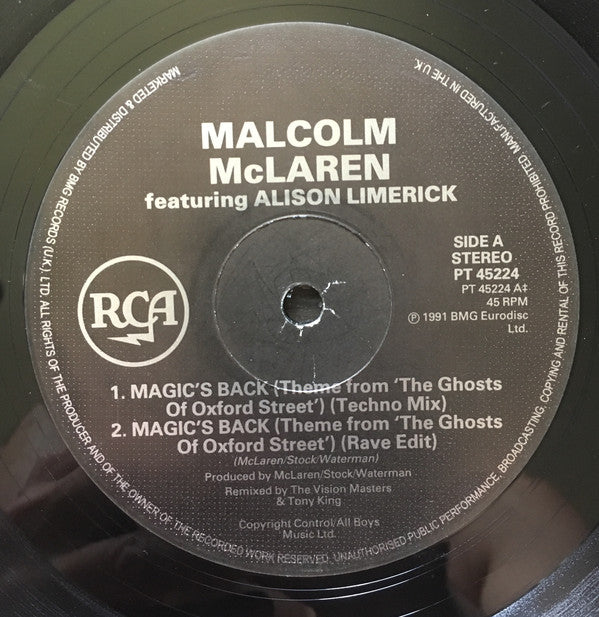 MALCOLM
McLAREN
featuring ALISON LIMERICK
SIDE A
STEREO
PT 45224
PT 45224 A‡
45 RPM
℗ 1991 BMG Eurodisc
Ltd.
RCA
1. MAGIC'S BACK (Theme from 'The Ghosts
Of Oxford Street') (Techno Mix)
2. MAGIC'S BACK (Theme from 'The Ghosts
Of Oxford Street') (Rave Edit)
(McLaren/Stock/Waterman)
Produced by McLaren/Stock/Waterman
Remixed by The Vision Masters
& Tony King
Copyright Control/All Boys
Music Ltd.
MARKETED & DISTRIBUTED BY BMG RECORDS (U.K.) LTD. ALL RIGHTS OF THE PRODUCER AND OF THE OWNER OF THE RECORDED WORK RESERVED. UNAUTHORISED PUBLIC PERFORMANCE, BROADCASTING, COPYING AND RENTAL OF THIS RECORD PROHIBITED. MANUFACTURED IN THE U.K.